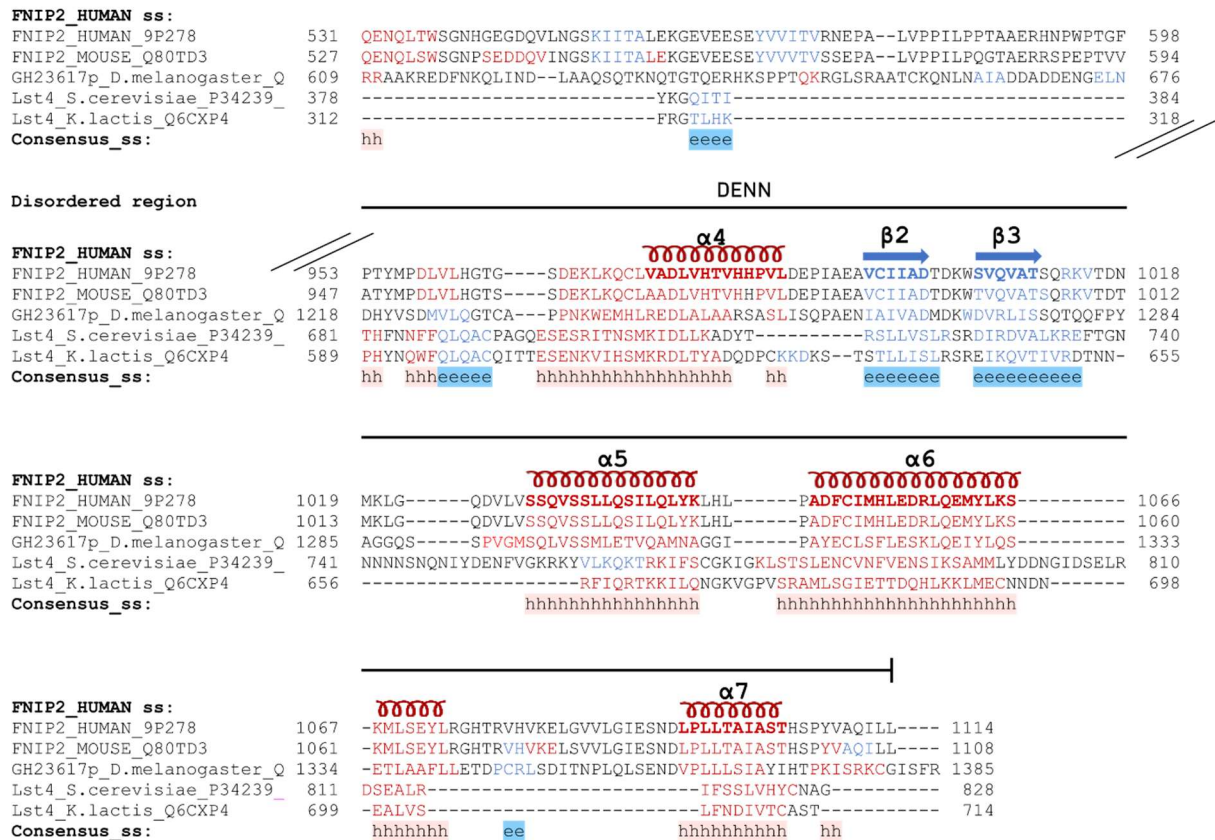 FNIP2_HUMAN ss:
FNIP2_HUMAN_9P278 531 QENQLTWSGNHGEGDQVLNGSKIITALEKGEVEESEYVVITVRNEPA--LVPPILPPTAAERHNPWPTGF 598
FNIP2_MOUSE_Q80TD3 527 QENQLSWSGNPSEDDQVINGSKIITALEKGEVEESEYVVVTVSSEPA--LVPPILPQGTAERRSPEPTVV 594
GH23617p_D.melanogaster_Q 609 RRAAKREDFNKQLIND--LAAQSQTKNQTGTQERHKSPPTQKRGLSRAATCKQNLNAIADDADDENGELN 676
Lst4_S.cerevisiae_P34239_ 378 ---------------------------YKGQITI------------------------------------ 384
Lst4_K.lactis_Q6CXP4 312 ---------------------------FRGTLHK------------------------------------ 318
Consensus_ss: hh eeee
Disordered region DENN
α4 β2 β3
FNIP2_HUMAN ss:
FNIP2_HUMAN_9P278 953 PTYMPDLVLHGTG----SDEKLKQCLVADLVHTVHHPVLDEPIAEAVCIIADTDKWSVQVATSQRKVTDN 1018
FNIP2_MOUSE_Q80TD3 947 ATYMPDLVLHGTS----SDEKLKQCLAADLVHTVHHPVLDEPIAEAVCIIADTDKWTVQVATSQRKVTDT 1012
GH23617p_D.melanogaster_Q 1218 DHYVSDMVLQGTCA--PPNKWEMHLREDLALAARSASLISQPAENIAIVADMDKWDVRLISSQTQQFPY 1284
Lst4_S.cerevisiae_P34239_ 681 THFNNFFQLQACPAGQESESRITNSMKIDLLKADYT-------RSLLVSLRSRDIRDVALKREFTGN 740
Lst4_K.lactis_Q6CXP4 589 PHYNQWFQLQACQITTESENKVIHSMKRDLTYADQDPCKKDKS--TSTLLISLRSREIKQVTIVRDTNN- 655
Consensus_ss: hh hhheeeee hhhhhhhhhhhhhhhhhh hh eeeeeee eeeeeeeeee
α5 α6
FNIP2_HUMAN ss:
FNIP2_HUMAN_9P278 1019 MKLG------QDVLVSSQVSSLLQSILQLYKLHL------PADFCIMHLEDRLQEMYLKS---------- 1066
FNIP2_MOUSE_Q80TD3 1013 MKLG------QDVLVSSQVSSLLQSILQLYKLHL------PADFCIMHLEDRLQEMYLKS---------- 1060
GH23617p_D.melanogaster_Q 1285 AGGQS-----SPVGMSQLVSSMLETVQAMNAGGI------PAYECLSFLESKLQEIYLQS---------- 1333
Lst4_S.cerevisiae_P34239_ 741 NNNNSNQNIYDENFVGKRKYVLKQKTRKIFSCGKIGKLSTSLENCVNFVENSIKSAMMLYDDNGIDSELR 810
Lst4_K.lactis_Q6CXP4 656 --------------------RFIQRTKKILQNGKVGPVSRAMLSGIETTDQHLKKLMECNNDN------- 698
Consensus_ss: hhhhhhhhhhhhhhhh hhhhhhhhhhhhhhhhhhhhhh
α7
FNIP2_HUMAN ss:
FNIP2_HUMAN_9P278 1067 -KMLSEYLRGHTRVHVKELGVVLGIESNDLPLLTAIASTHSPYVAQILL---- 1114
FNIP2_MOUSE_Q80TD3 1061 -KMLSEYLRGHTRVHVKELSVVLGIESNDLPLLTAIASTHSPYVAQILL---- 1108
GH23617p_D.melanogaster_Q 1334 -ETLAAFLLETDPCRLSDITNPLQLSENDVPLLLSIAYIHTPKISRKCGISFR 1385
Lst4_S.cerevisiae_P34239_ 811 DSEALR-------------------------IFSSLVHYCNAG---------- 828
Lst4_K.lactis_Q6CXP4 699 -EALVS-------------------------LFNDIVTCAST----------- 714
Consensus_ss: hhhhhhh ee hhhhhhhhhh hh